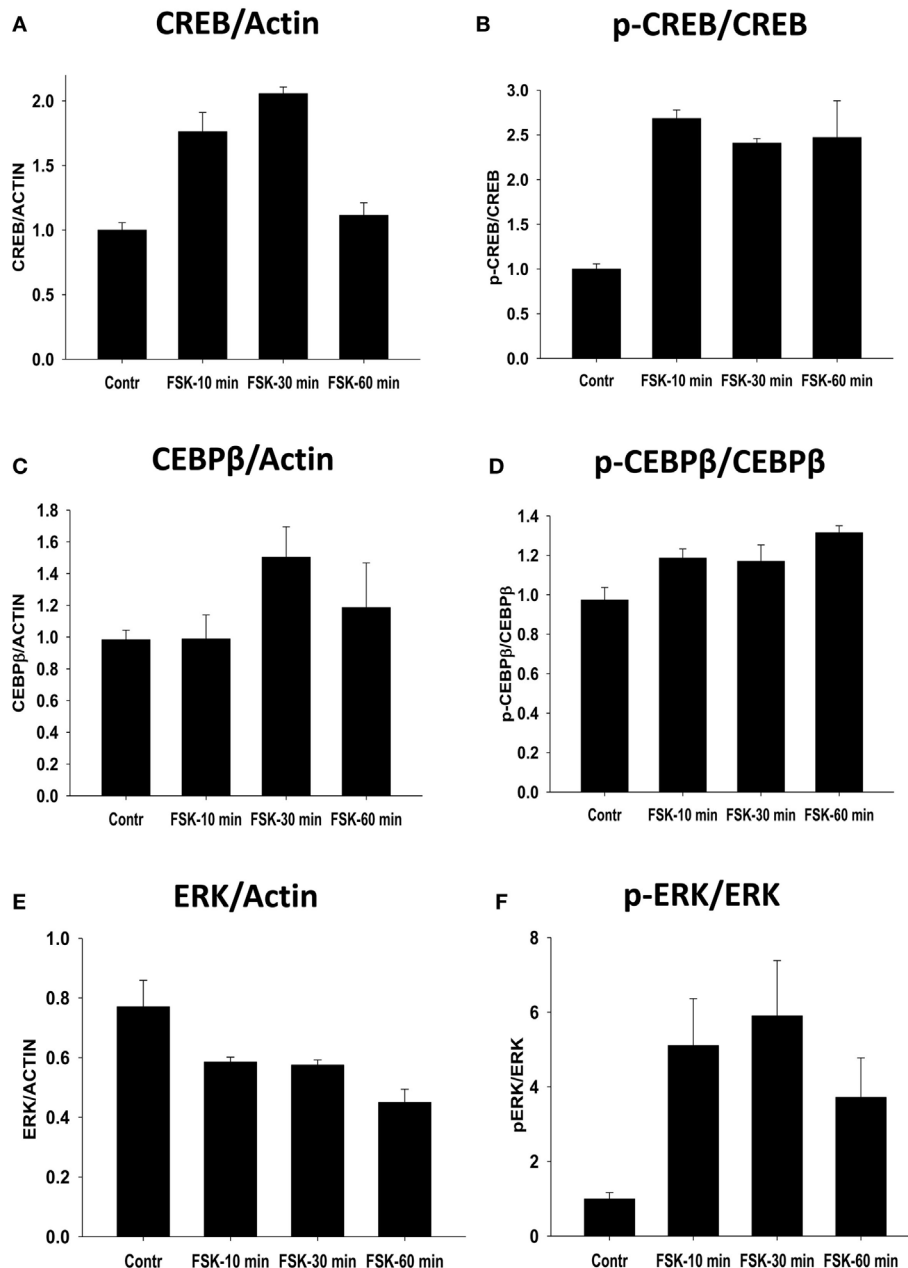 A
CREB/Actin
CREB/ACTIN
2.0
1.5
1.0
0.5
0.0
Contr FSK-10 min FSK-30 min FSK-60 min
B
p-CREB/CREB
p-CREB/CREB
3.0
2.5
2.0
1.5
1.0
0.5
0.0
Contr FSK-10 min FSK-30 min FSK-60 min
C
CEBPβ/Actin
CEBPβ/ACTIN
1.8
1.6
1.4
1.2
1.0
0.8
0.6
0.4
0.2
0.0
Contr FSK-10 min FSK-30 min FSK-60 min
D
p-CEBPβ/CEBPβ
p-CEBPβ/CEBPβ
1.4
1.2
1.0
0.8
0.6
0.4
0.2
0.0
Contr FSK-10 min FSK-30 min FSK-60 min
E
ERK/Actin
ERK/ACTIN
1.0
0.8
0.6
0.4
0.2
0.0
Contr FSK-10 min FSK-30 min FSK-60 min
F
p-ERK/ERK
pERK/ERK
8
6
4
2
0
Contr FSK-10 min FSK-30 min FSK-60 min